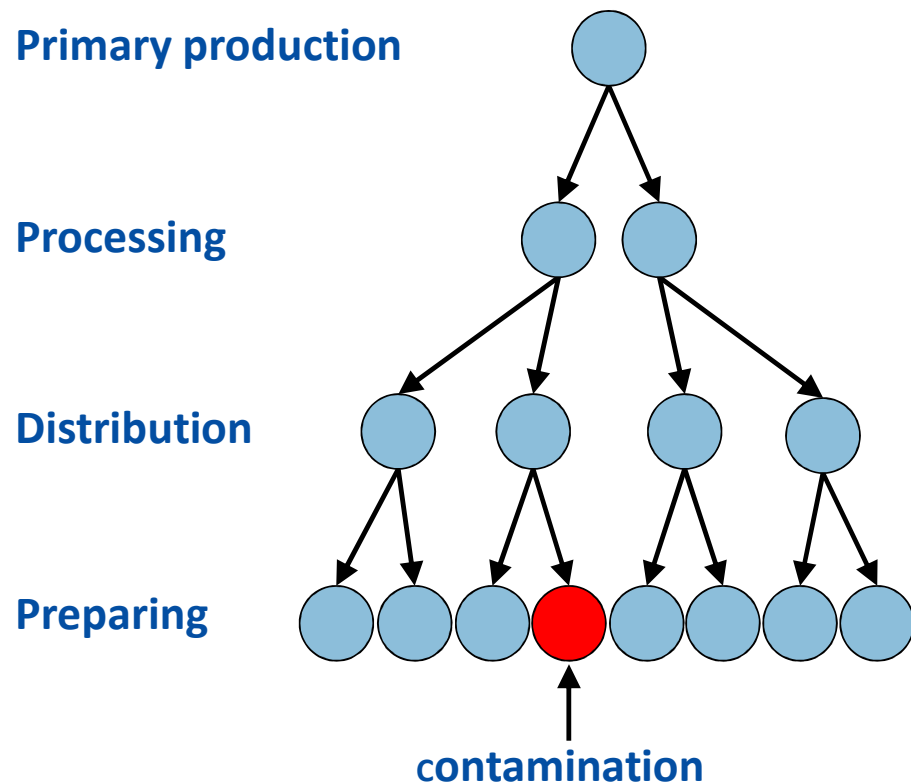 Primary production
Processing
Distribution
Preparing
contamination